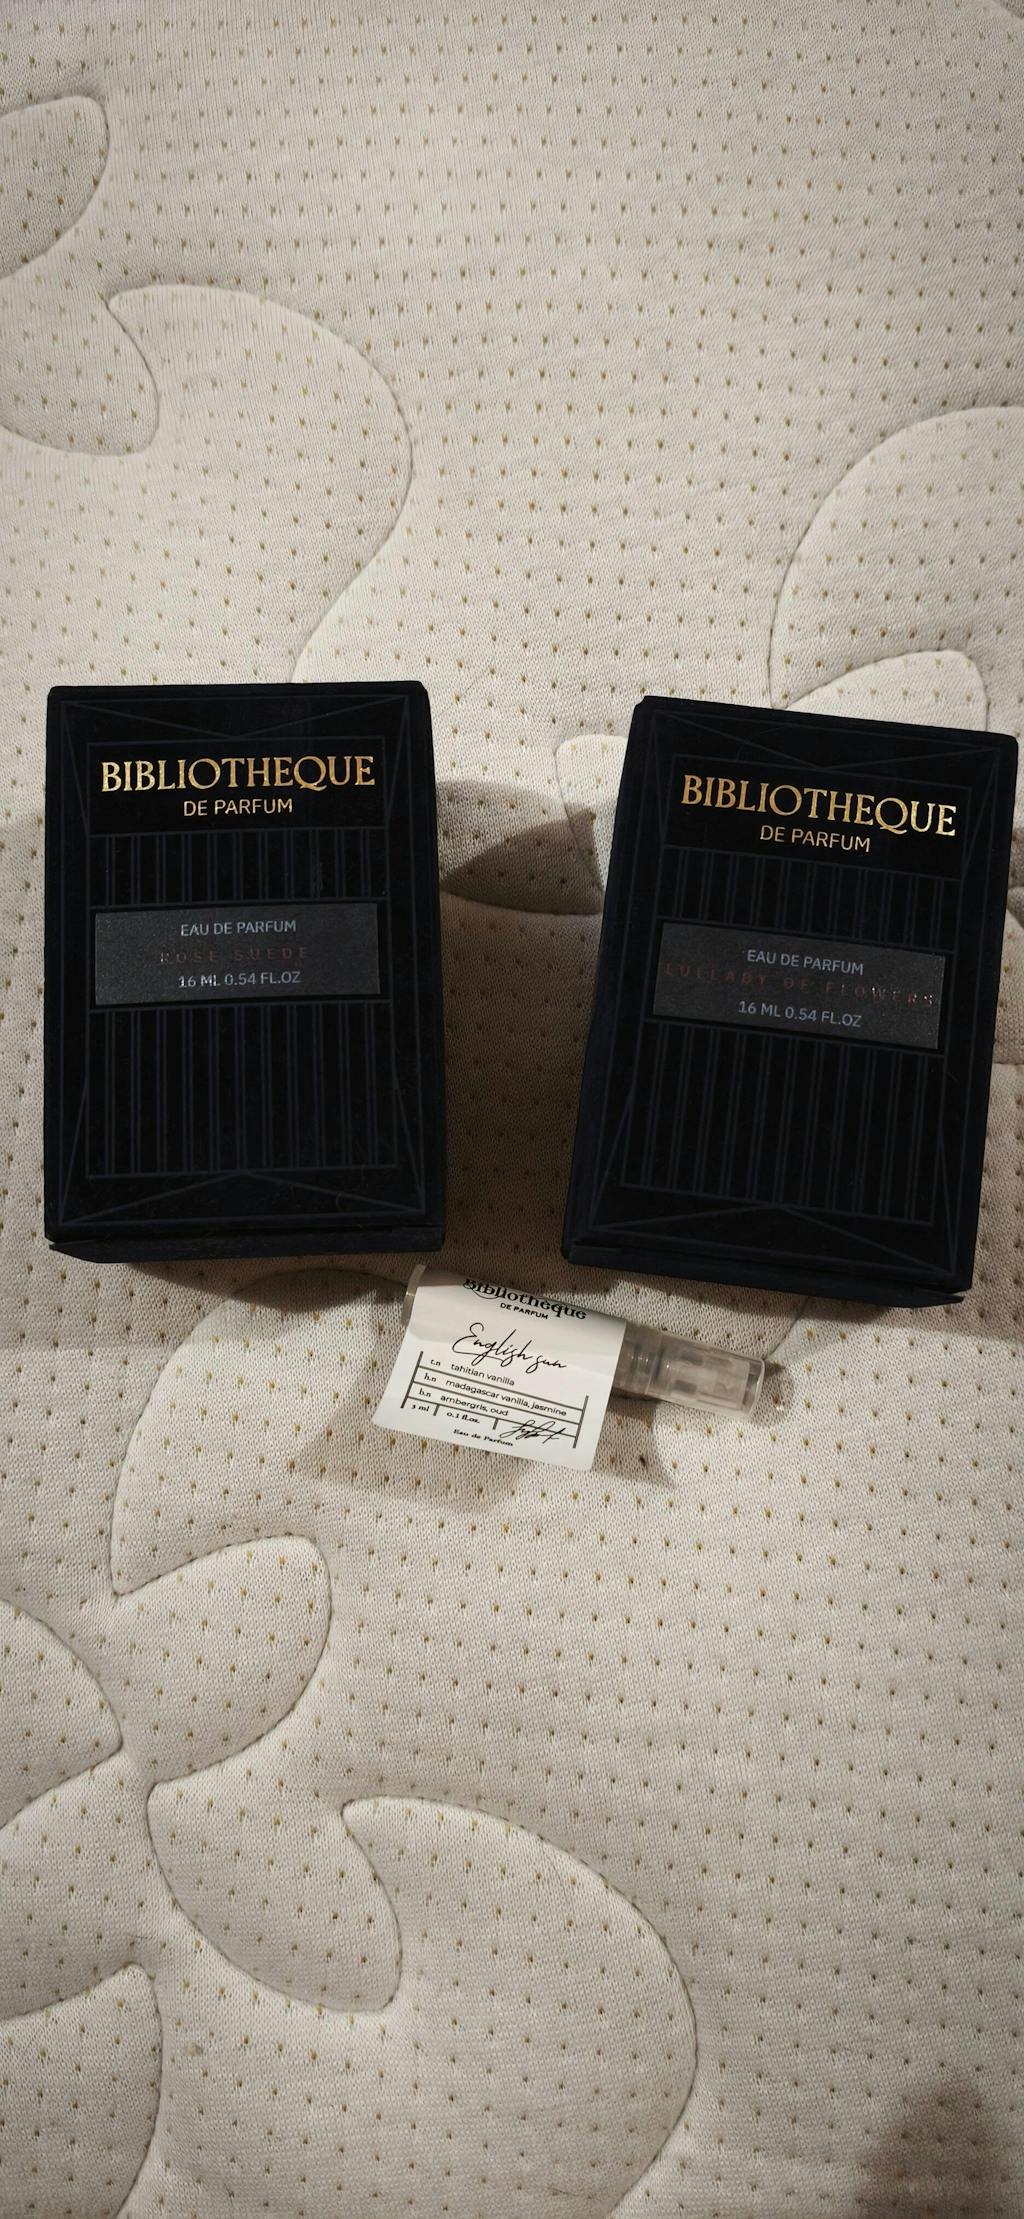 BIBLIOTHEQUE
DE PARFUM
EAU DE PARFUM
ROSE SUEDE
16 ML 0.54 FL.OZ
BIBLIOTHEQUE
DE PARFUM
EAU DE PARFUM
LULLABY OF FLOWERS
16 ML 0.54 FL.OZ
Bibliotheque
DE PARFUM
English sun
t.n tahitian vanilla
h.n madagascar vanilla, jasmine
b.n ambergris, oud
3 ml 0.1 fl.oz.
Eau de Parfum